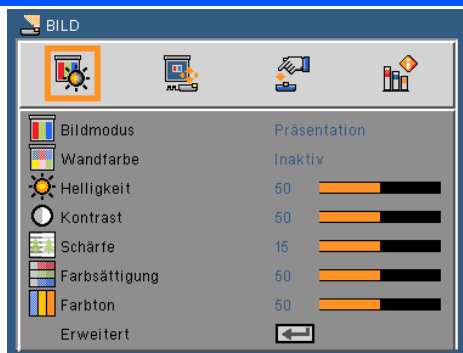 BILD
Bildmodus Präsentation
Wandfarbe Inaktiv
Helligkeit 50
Kontrast 50
Schärfe 15
Farbsättigung 50
Farbton 50
Erweitert